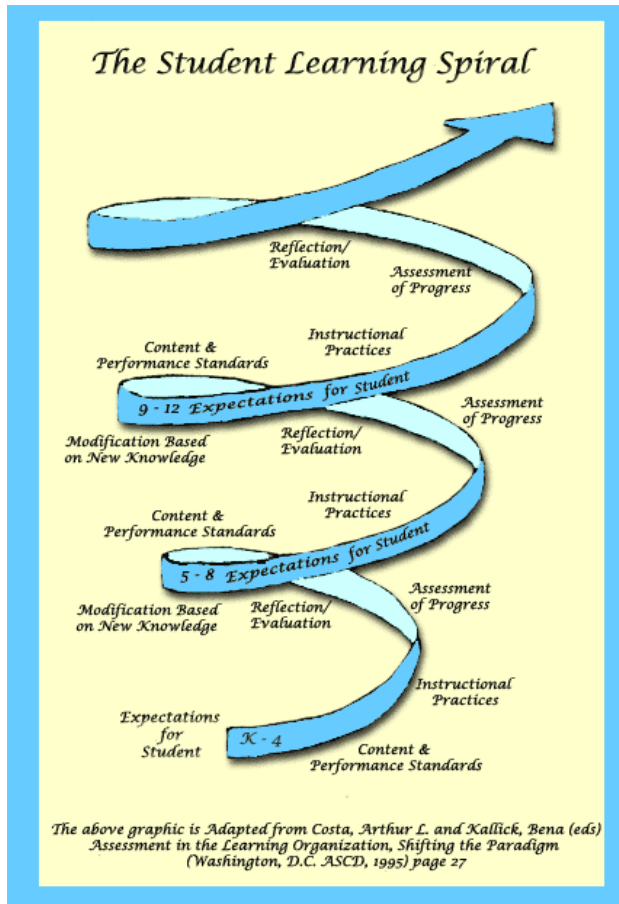 The Student Learning Spiral
Reflection/
Evaluation
Assessment
of Progress
Content &
Performance Standards
Instructional
Practices
9 - 12 Expectations for Student
Assessment
of Progress
Modification Based
on New Knowledge
Reflection/
Evaluation
Content &
Performance Standards
Instructional
Practices
5 - 8 Expectations for Student
Assessment
of Progress
Modification Based
on New Knowledge
Reflection/
Evaluation
Instructional
Practices
Expectations
for
Student
K - 4
Content &
Performance Standards
The above graphic is Adapted from Costa, Arthur L. and Kallick, Bena (eds)
Assessment in the Learning Organization, Shifting the Paradigm
(Washington, D.C. ASCD, 1995) page 27